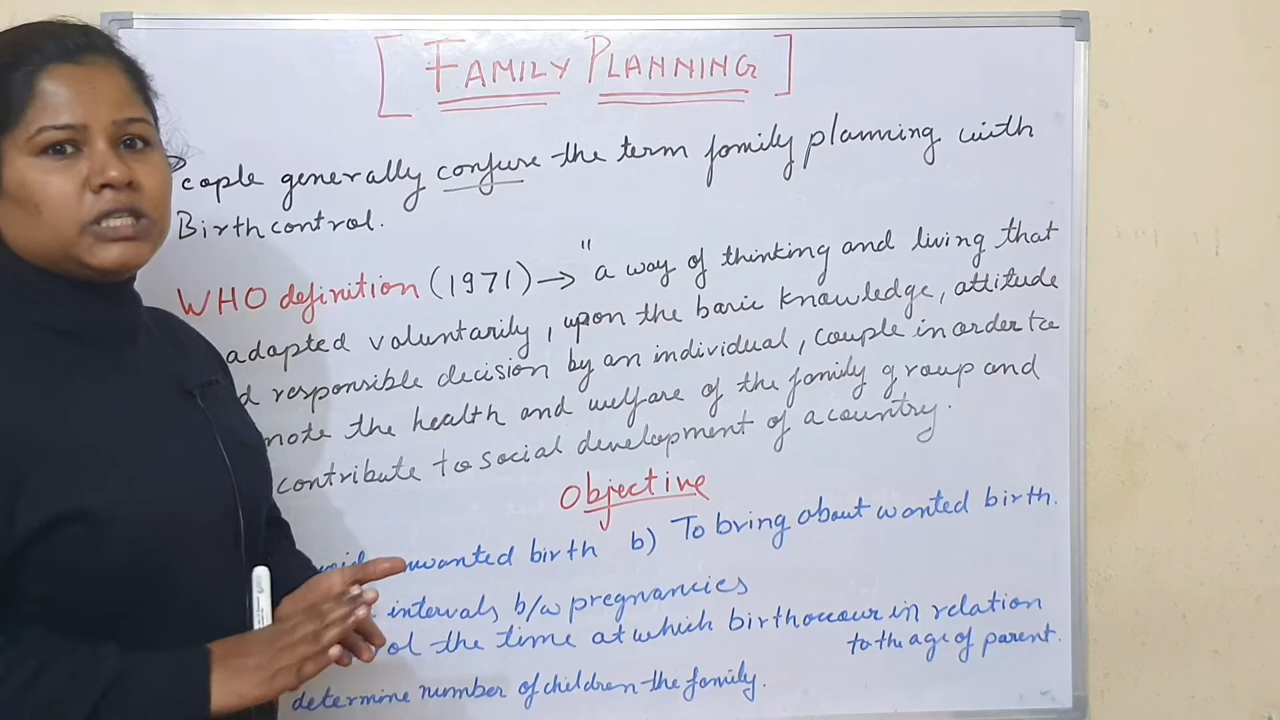 [ FAMILY PLANNING ]
People generally confuse the term family planning with
Birth control.
WHO definition (1971) → " a way of thinking and living that
adapted voluntarily, upon the basic knowledge, attitude
d responsible decision by an individual, couple in order to
mote the health and welfare of the family group and
contribute to social development of a country.
Objective
unwanted birth b) To bring about wanted birth.
intervals b/w pregnancies
ol the time at which birth occur in relation
to the age of parent.
determine number of children the family.